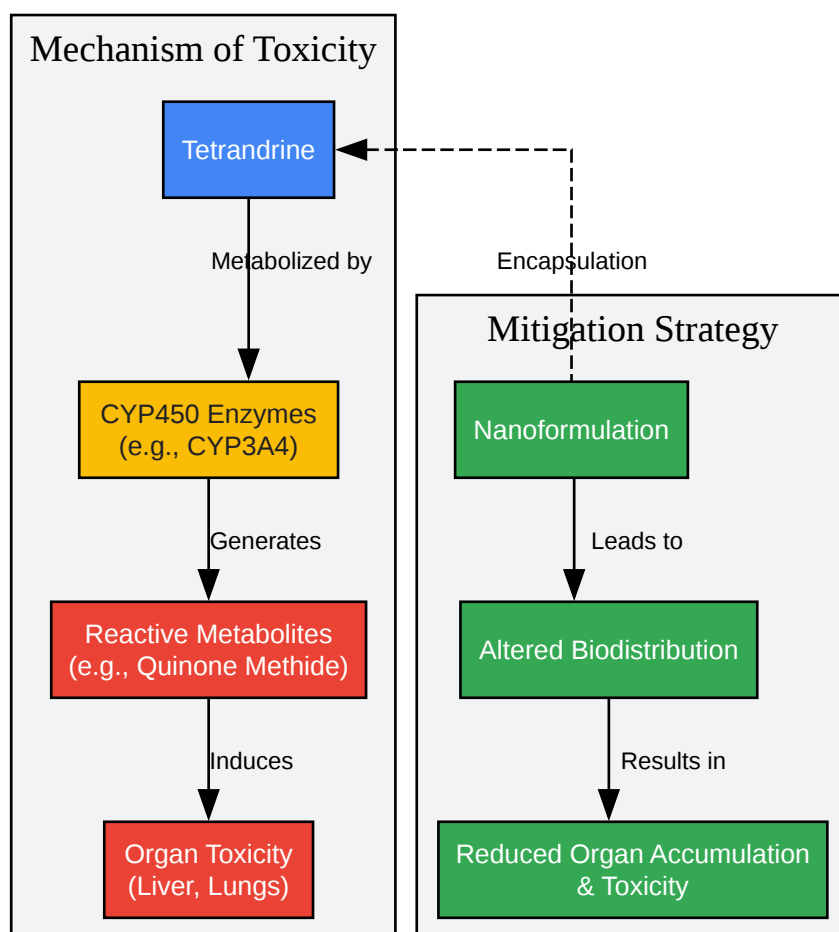 Mechanism of Toxicity
Tetrandrine
Metabolized by
CYP450 Enzymes
(e.g., CYP3A4)
Generates
Reactive Metabolites
(e.g., Quinone Methide)
Induces
Organ Toxicity
(Liver, Lungs)
Encapsulation
Mitigation Strategy
Nanoformulation
Leads to
Altered Biodistribution
Results in
Reduced Organ Accumulation
& Toxicity